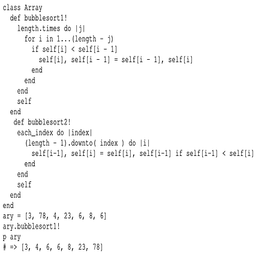 class Array
  def bubblesort1!
    length.times do |j|
      for i in 1...(length - j)
        if self[i] < self[i - 1]
          self[i], self[i - 1] = self[i - 1], self[i]
        end
      end
    end
    self
  end
   def bubblesort2!
    each_index do |index|
      (length - 1).downto( index ) do |i|
        self[i-1], self[i] = self[i], self[i-1] if self[i-1] < self[i]
      end
    end
    self
  end
end
ary = [3, 78, 4, 23, 6, 8, 6]
ary.bubblesort1!
p ary
# => [3, 4, 6, 6, 8, 23, 78]